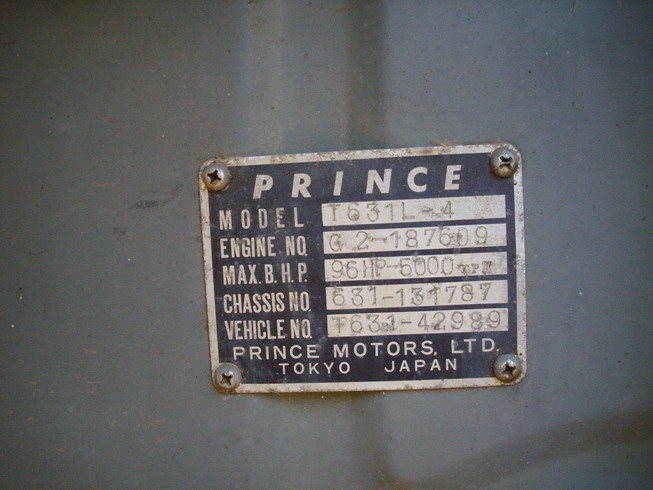 PRINCE
MODEL T631L-4
ENGINE NO. G2-187609
MAX. B. H. P. 96HP-5000
CHASSIS NO. 631-131787
VEHICLE NO. T631-42989
PRINCE MOTORS, LTD.
TOKYO JAPAN